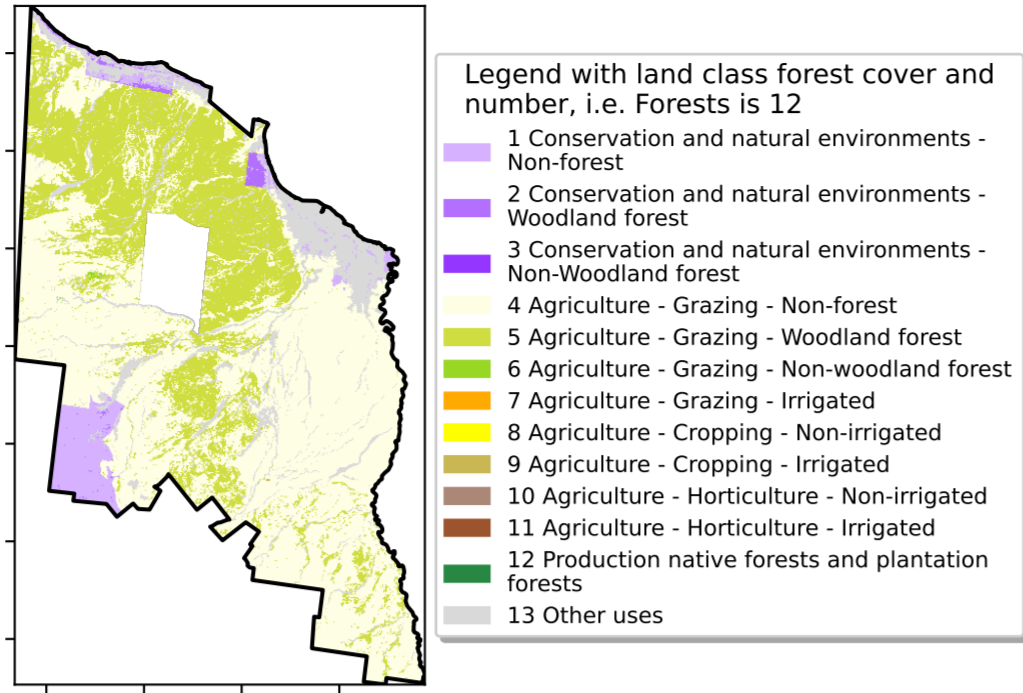 Legend with land class forest cover and
number, i.e. Forests is 12
1 Conservation and natural environments -
Non-forest
2 Conservation and natural environments -
Woodland forest
3 Conservation and natural environments -
Non-Woodland forest
4 Agriculture - Grazing - Non-forest
5 Agriculture - Grazing - Woodland forest
6 Agriculture - Grazing - Non-woodland forest
7 Agriculture - Grazing - Irrigated
8 Agriculture - Cropping - Non-irrigated
9 Agriculture - Cropping - Irrigated
10 Agriculture - Horticulture - Non-irrigated
11 Agriculture - Horticulture - Irrigated
12 Production native forests and plantation
forests
13 Other uses